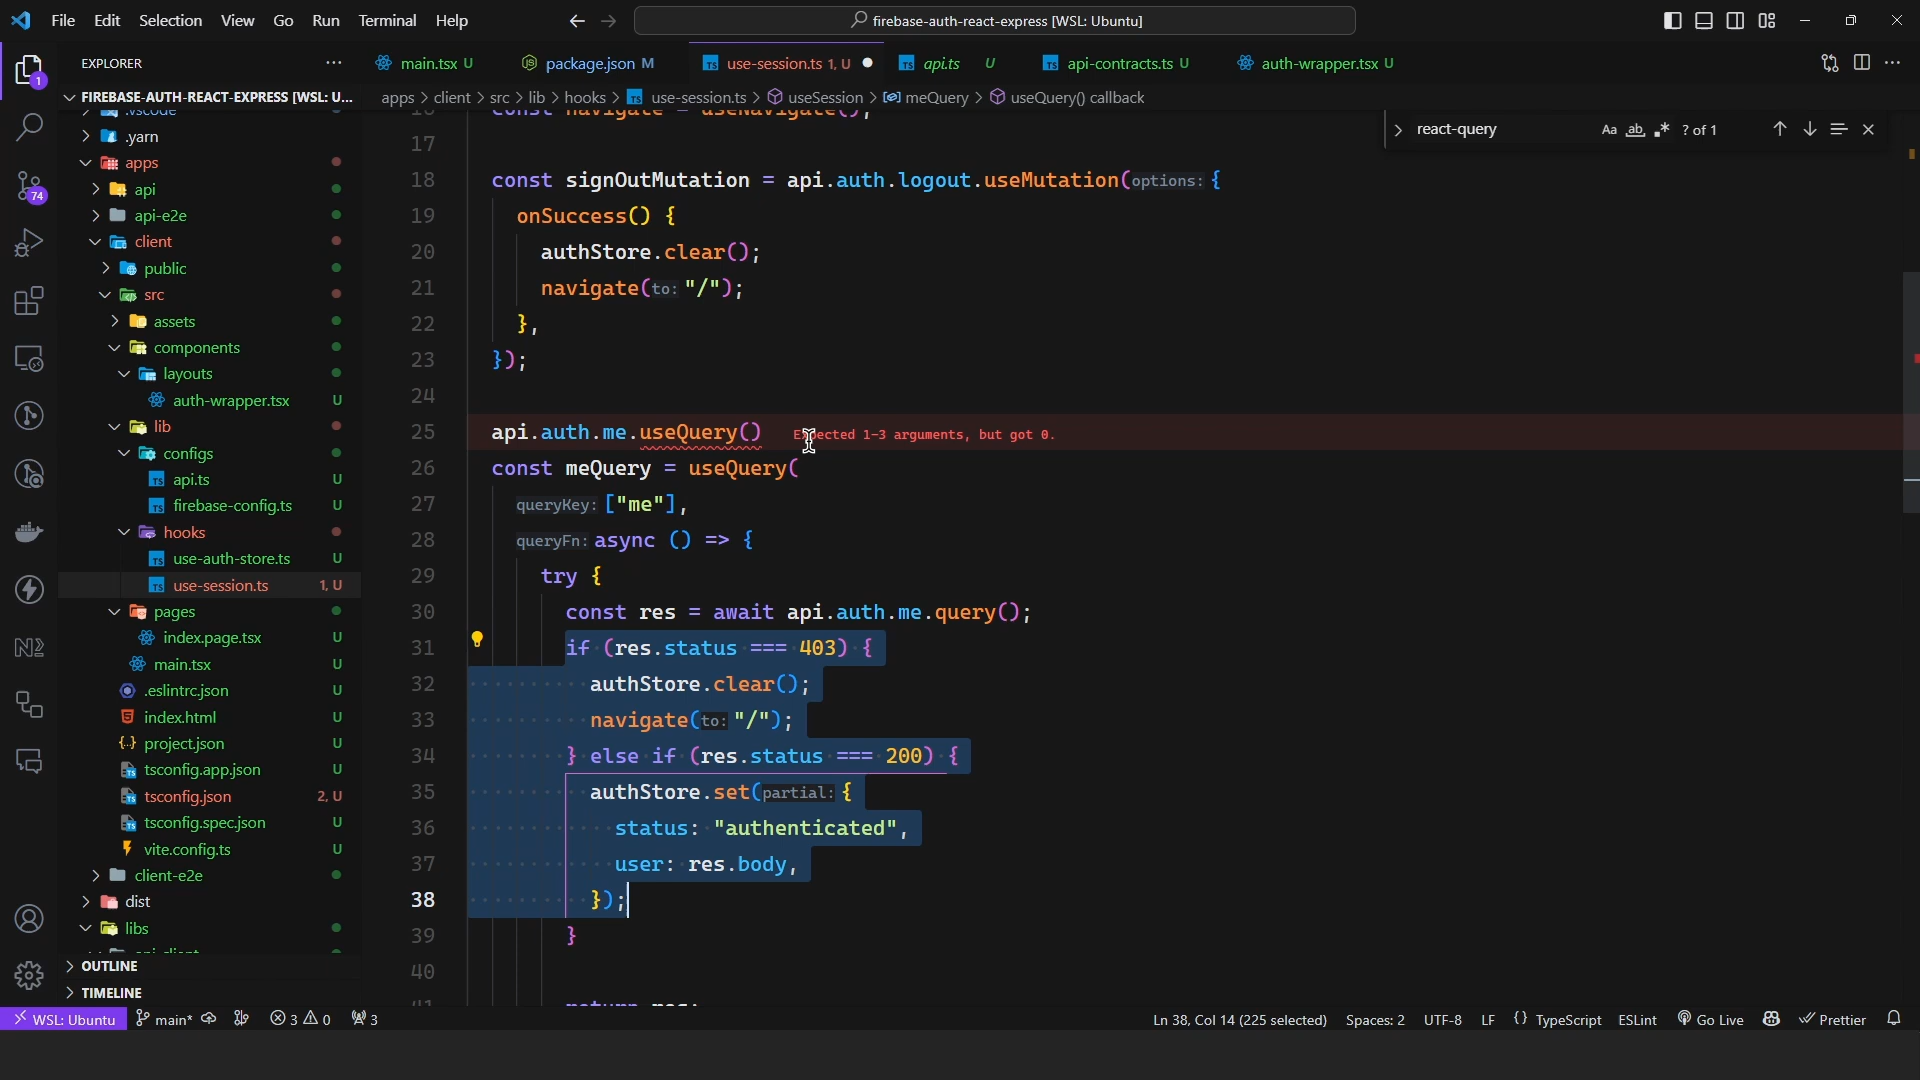 File Edit Selection View Go Run Terminal Help
firebase-auth-react-express [WSL: Ubuntu]
EXPLORER
main.tsx U
package.json M
use-session.ts 1, U
api.ts U
api-contracts.ts U
auth-wrapper.tsx U
FIREBASE-AUTH-REACT-EXPRESS [WSL: U...
apps > client > src > lib > hooks > use-session.ts > useSession > meQuery > useQuery() callback
react-query
? of 1
1
74
.vscode
.yarn
apps
api
api-e2e
client
public
src
assets
components
layouts
auth-wrapper.tsx U
lib
configs
api.ts U
firebase-config.ts U
hooks
use-auth-store.ts U
use-session.ts 1, U
pages
index.page.tsx U
main.tsx U
.eslintrc.json U
index.html U
project.json U
tsconfig.app.json U
tsconfig.json 2, U
tsconfig.spec.json U
vite.config.ts U
client-e2e
dist
libs
OUTLINE
TIMELINE
const navigate = useNavigate();
17
18 const signOutMutation = api.auth.logout.useMutation(options: {
19 onSuccess() {
20 authStore.clear();
21 navigate(to: "/");
22 },
23 });
24
25 api.auth.me.useQuery() Expected 1-3 arguments, but got 0.
26 const meQuery = useQuery(
27 queryKey: ["me"],
28 queryFn: async () => {
29 try {
30 const res = await api.auth.me.query();
31 if (res.status === 403) {
32 authStore.clear();
33 navigate(to: "/");
34 } else if (res.status === 200) {
35 authStore.set(partial: {
36 status: "authenticated",
37 user: res.body,
38 });
39 }
40
41 return res;
WSL: Ubuntu main* 3 0 3
Ln 38, Col 14 (225 selected) Spaces: 2 UTF-8 LF {} TypeScript ESLint Go Live Prettier